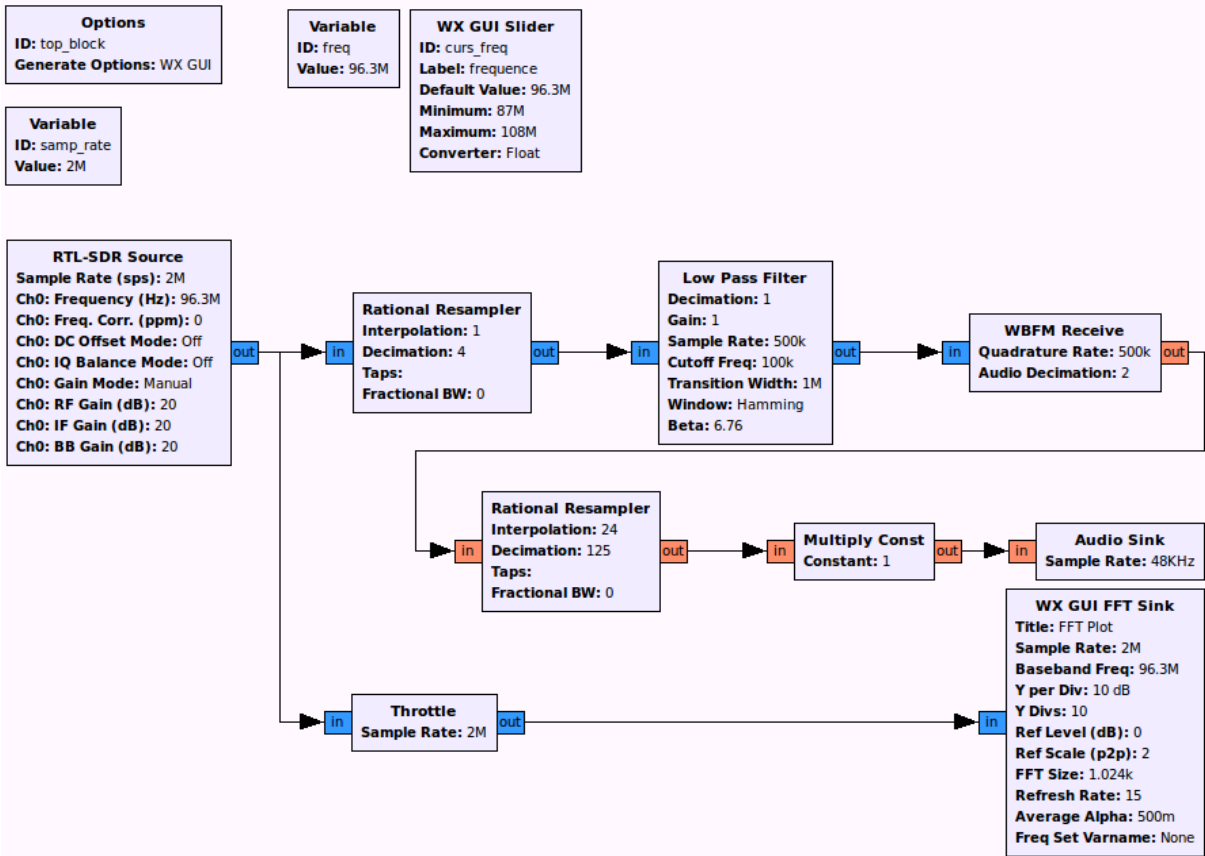 Options
ID: top_block
Generate Options: WX GUI
Variable
ID: freq
Value: 96.3M
WX GUI Slider
ID: curs_freq
Label: frequence
Default Value: 96.3M
Minimum: 87M
Maximum: 108M
Converter: Float
Variable
ID: samp_rate
Value: 2M
RTL-SDR Source
Sample Rate (sps): 2M
Ch0: Frequency (Hz): 96.3M
Ch0: Freq. Corr. (ppm): 0
Ch0: DC Offset Mode: Off
Ch0: IQ Balance Mode: Off
Ch0: Gain Mode: Manual
Ch0: RF Gain (dB): 20
Ch0: IF Gain (dB): 20
Ch0: BB Gain (dB): 20
out
in
Rational Resampler
Interpolation: 1
Decimation: 4
Taps:
Fractional BW: 0
out
in
Low Pass Filter
Decimation: 1
Gain: 1
Sample Rate: 500k
Cutoff Freq: 100k
Transition Width: 1M
Window: Hamming
Beta: 6.76
out
in
WBFM Receive
Quadrature Rate: 500k
Audio Decimation: 2
out
in
Rational Resampler
Interpolation: 24
Decimation: 125
Taps:
Fractional BW: 0
out
in
Multiply Const
Constant: 1
out
in
Audio Sink
Sample Rate: 48KHz
in
Throttle
Sample Rate: 2M
out
in
WX GUI FFT Sink
Title: FFT Plot
Sample Rate: 2M
Baseband Freq: 96.3M
Y per Div: 10 dB
Y Divs: 10
Ref Level (dB): 0
Ref Scale (p2p): 2
FFT Size: 1.024k
Refresh Rate: 15
Average Alpha: 500m
Freq Set Varname: None